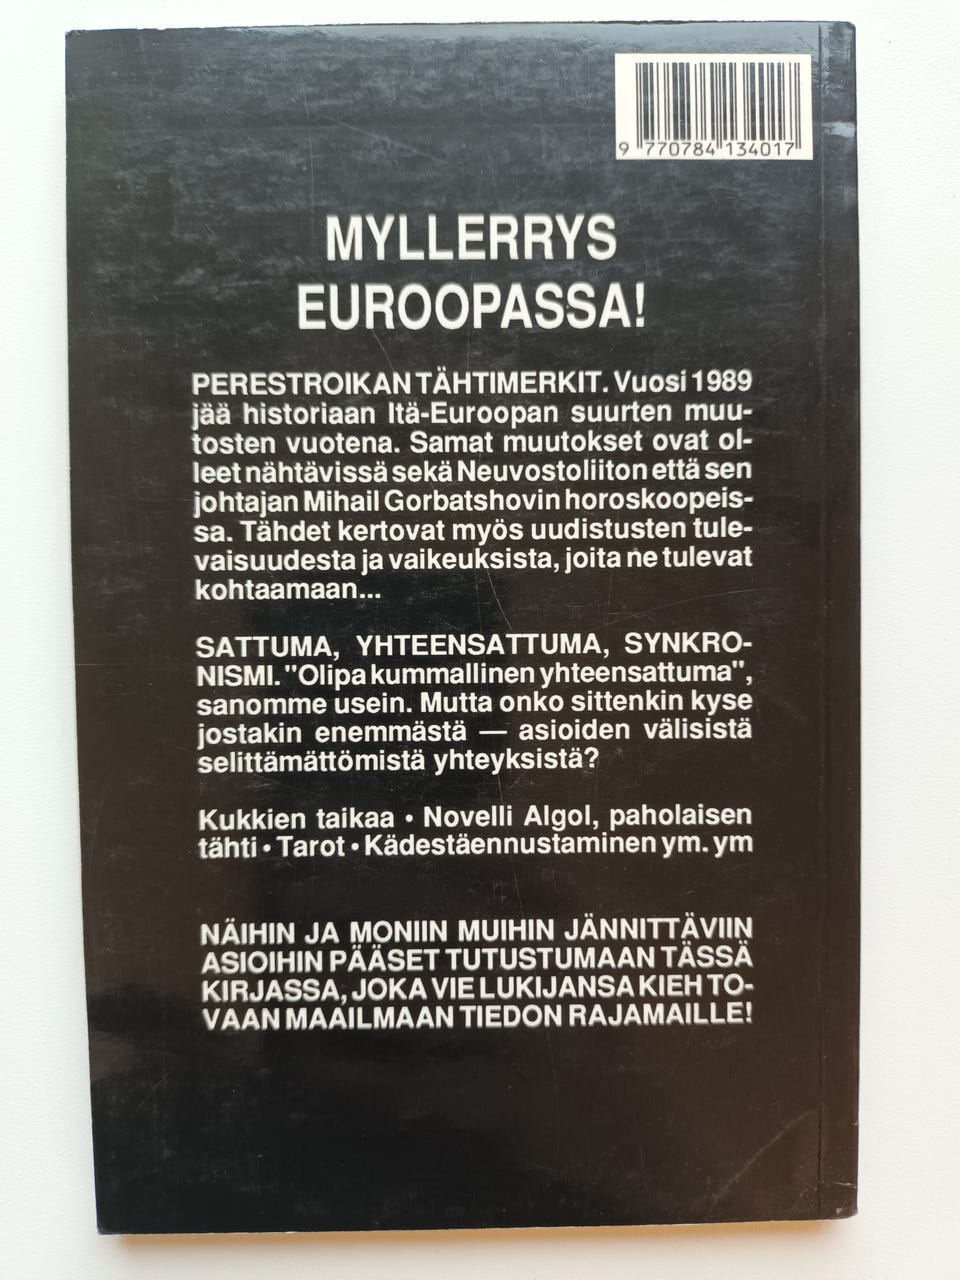 9 770784 134017
MYLLERRYS
EUROOPASSA!
PERESTROIKAN TÄHTIMERKIT. Vuosi 1989
jää historiaan Itä-Euroopan suurten muu-
tosten vuotena. Samat muutokset ovat ol-
leet nähtävissä sekä Neuvostoliiton että sen
johtajan Mihail Gorbatshovin horoskoopeis-
sa. Tähdet kertovat myös uudistusten tule-
vaisuudesta ja vaikeuksista, joita ne tulevat
kohtaamaan...
SATTUMA, YHTEENSATTUMA, SYNKRO-
NISMI. "Olipa kummallinen yhteensattuma",
sanomme usein. Mutta onko sittenkin kyse
jostakin enemmästä — asioiden välisistä
selittämättömistä yhteyksistä?
Kukkien taikaa • Novelli Algol, paholaisen
tähti • Tarot • Kädestäennustaminen ym. ym
NÄIHIN JA MONIIN MUIHIN JÄNNITTÄVIIN
ASIOIHIN PÄÄSET TUTUSTUMAAN TÄSSÄ
KIRJASSA, JOKA VIE LUKIJANSA KIEHTO-
VAAN MAAILMAAN TIEDON RAJAMAILLE!